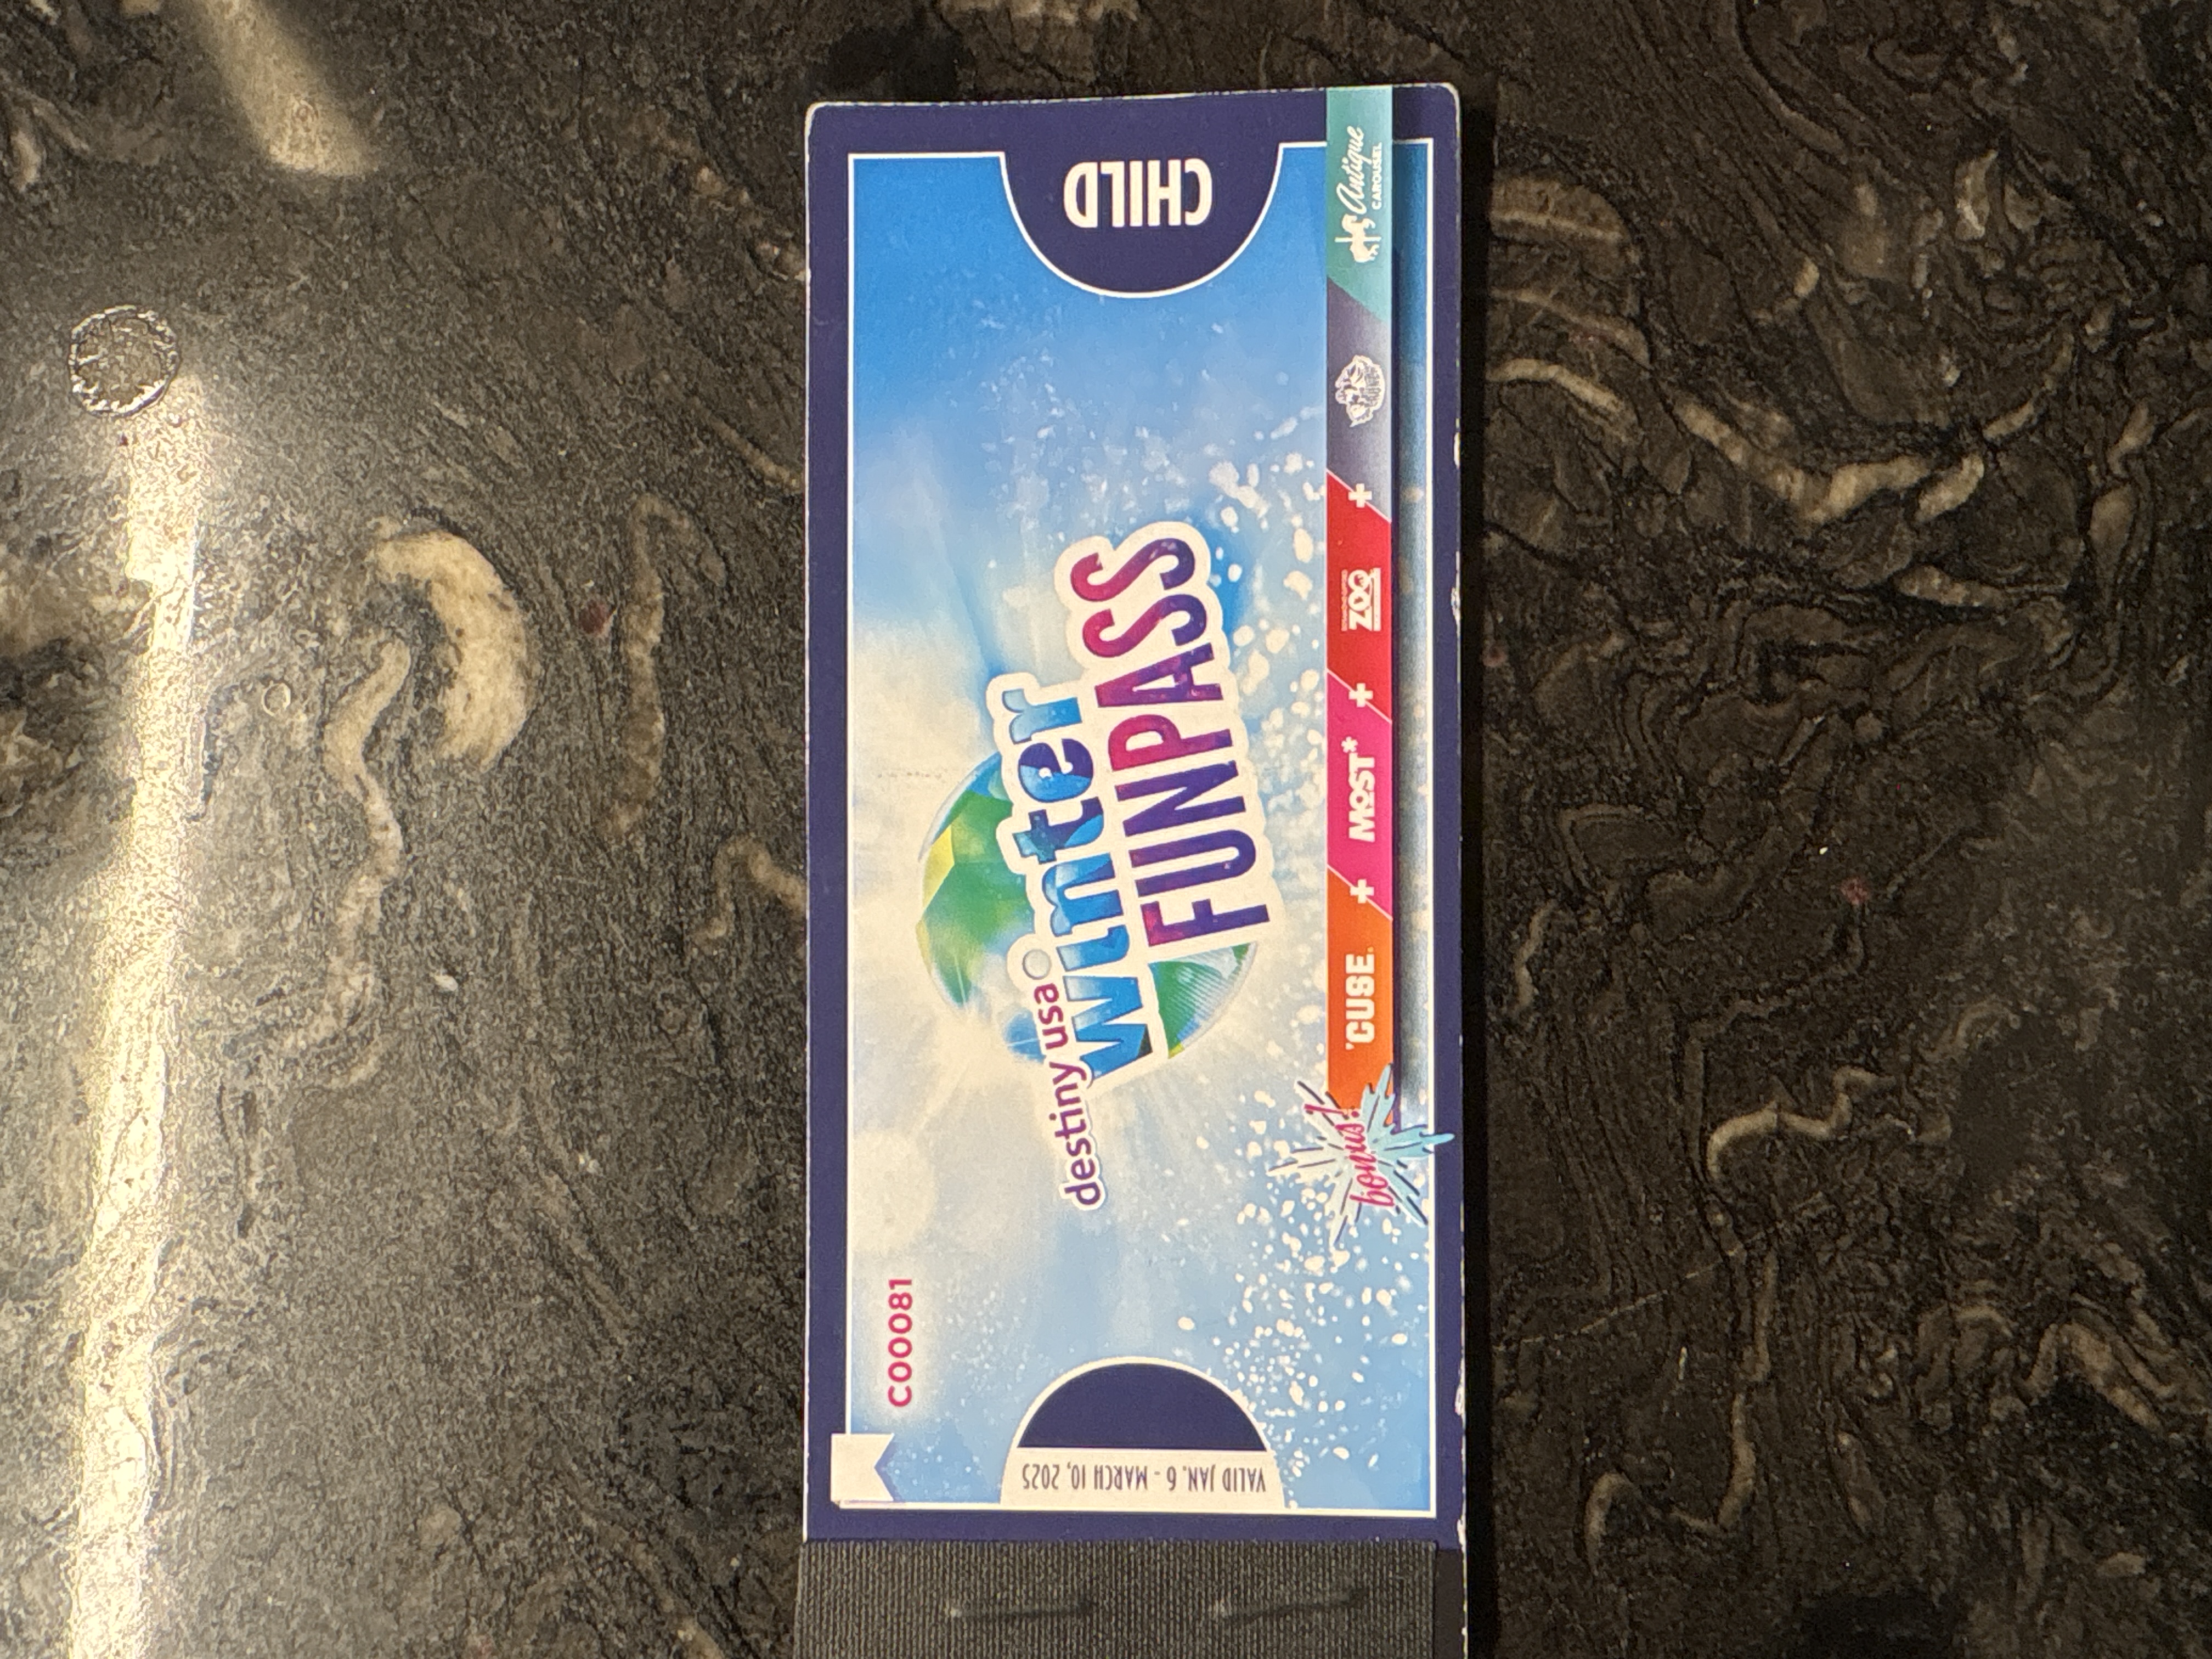 C00081
VALID JAN. 6 - MARCH 10, 2025
destiny usa
winter
FUNPASS
CHILD
bonus!
'CUSE. + MOST* + ZOO +
Antique
CAROUSEL